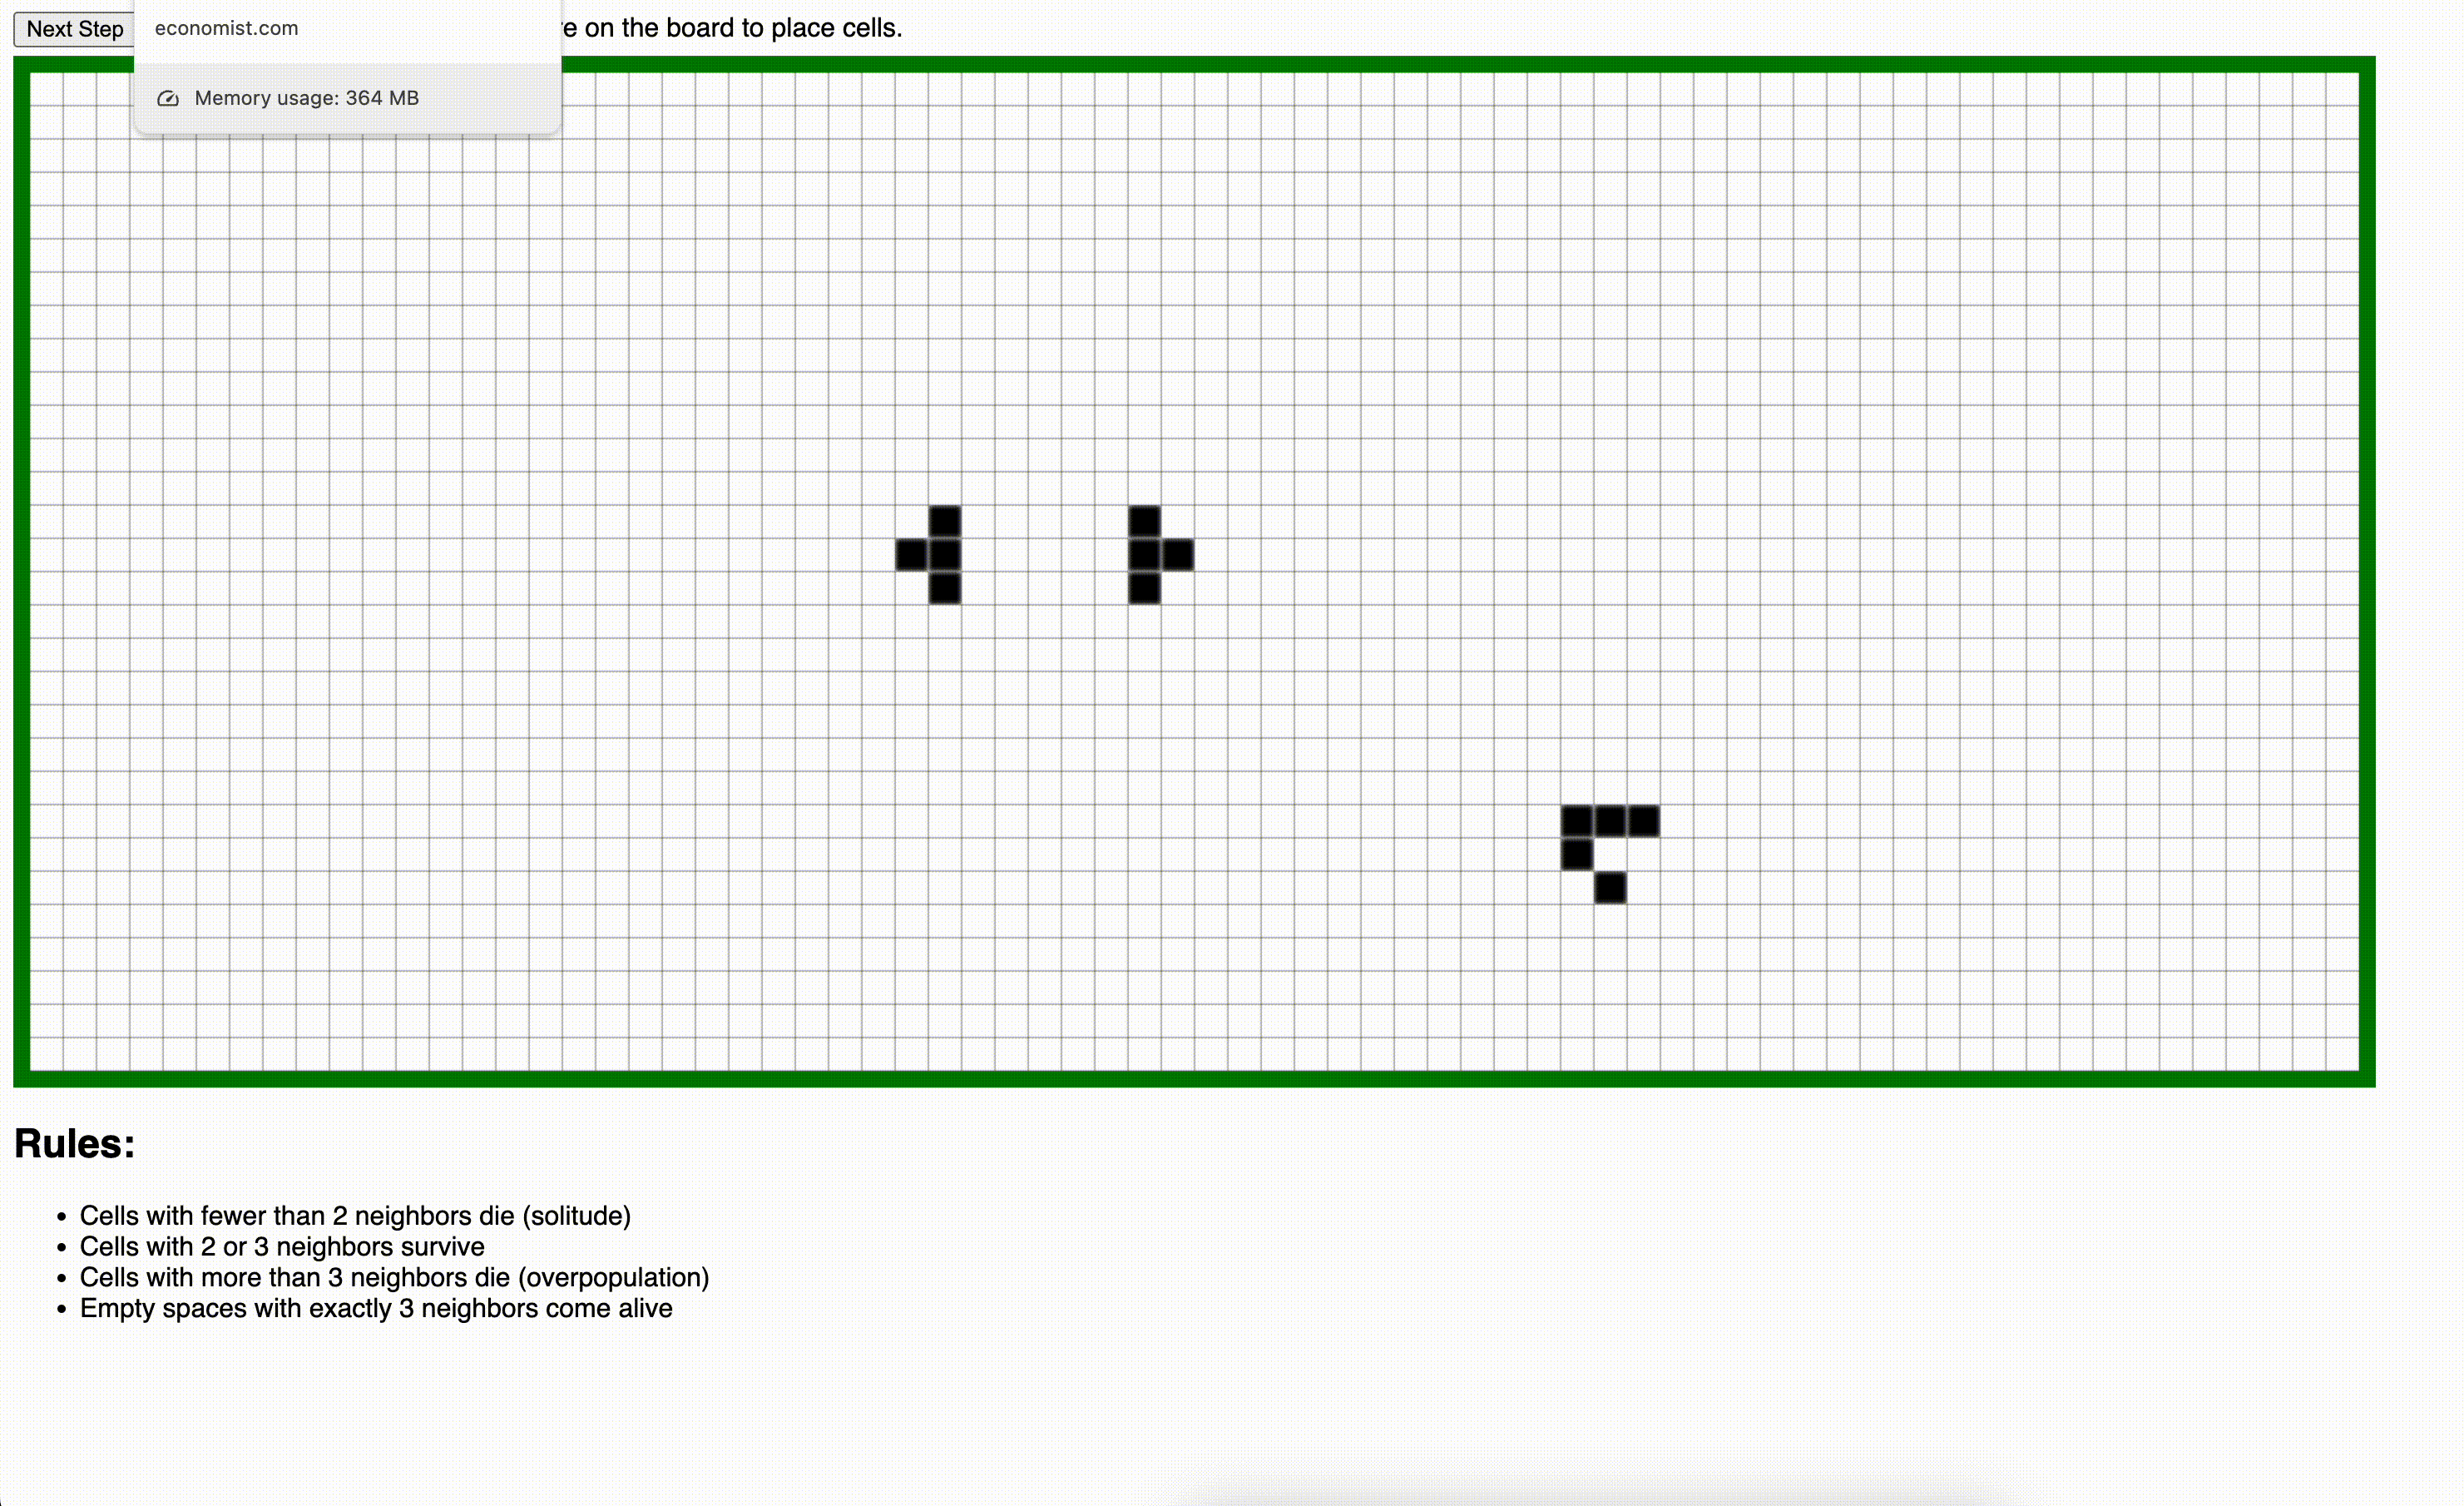 Next Step
economist.com
e on the board to place cells.
Memory usage: 364 MB
Rules:
• Cells with fewer than 2 neighbors die (solitude)
• Cells with 2 or 3 neighbors survive
• Cells with more than 3 neighbors die (overpopulation)
• Empty spaces with exactly 3 neighbors come alive